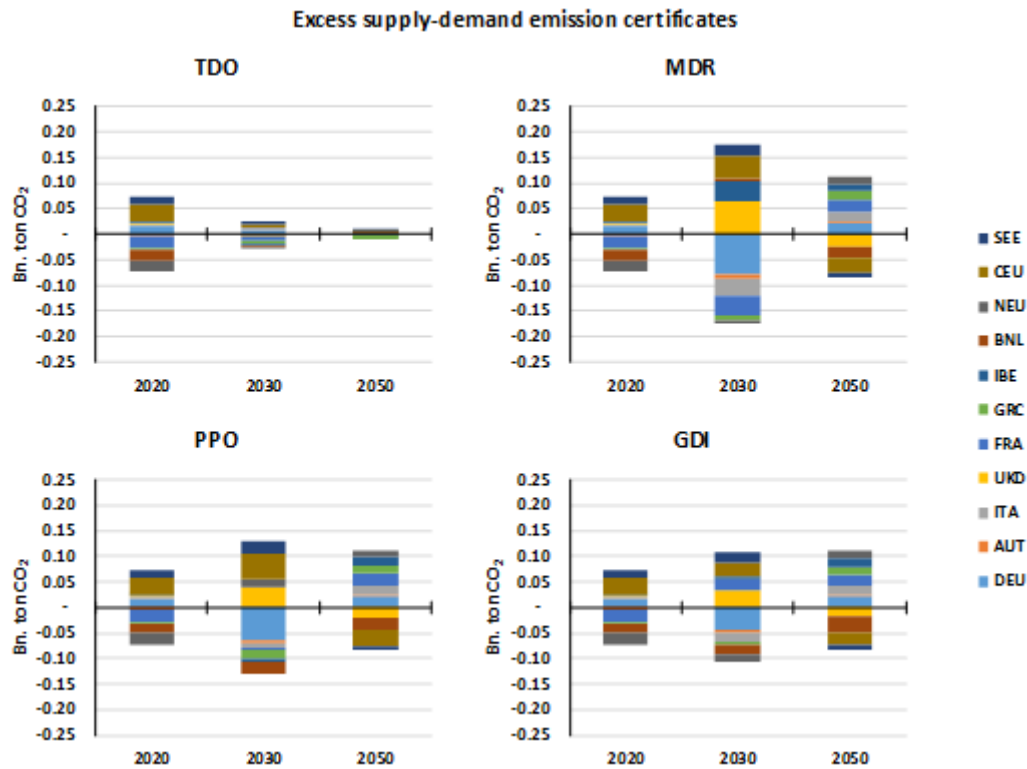 Excess supply-demand emission certificates
TDO
0.25
0.20
0.15
0.10
0.05
-
-0.05
-0.10
-0.15
-0.20
-0.25
Bn. ton CO₂
2020 2030 2050
MDR
0.25
0.20
0.15
0.10
0.05
-
-0.05
-0.10
-0.15
-0.20
-0.25
Bn. ton CO₂
2020 2030 2050
PPO
0.25
0.20
0.15
0.10
0.05
-
-0.05
-0.10
-0.15
-0.20
-0.25
Bn. ton CO₂
2020 2030 2050
GDI
0.25
0.20
0.15
0.10
0.05
-
-0.05
-0.10
-0.15
-0.20
-0.25
Bn. ton CO₂
2020 2030 2050
SEE
CEU
NEU
BNL
IBE
GRC
FRA
UKD
ITA
AUT
DEU